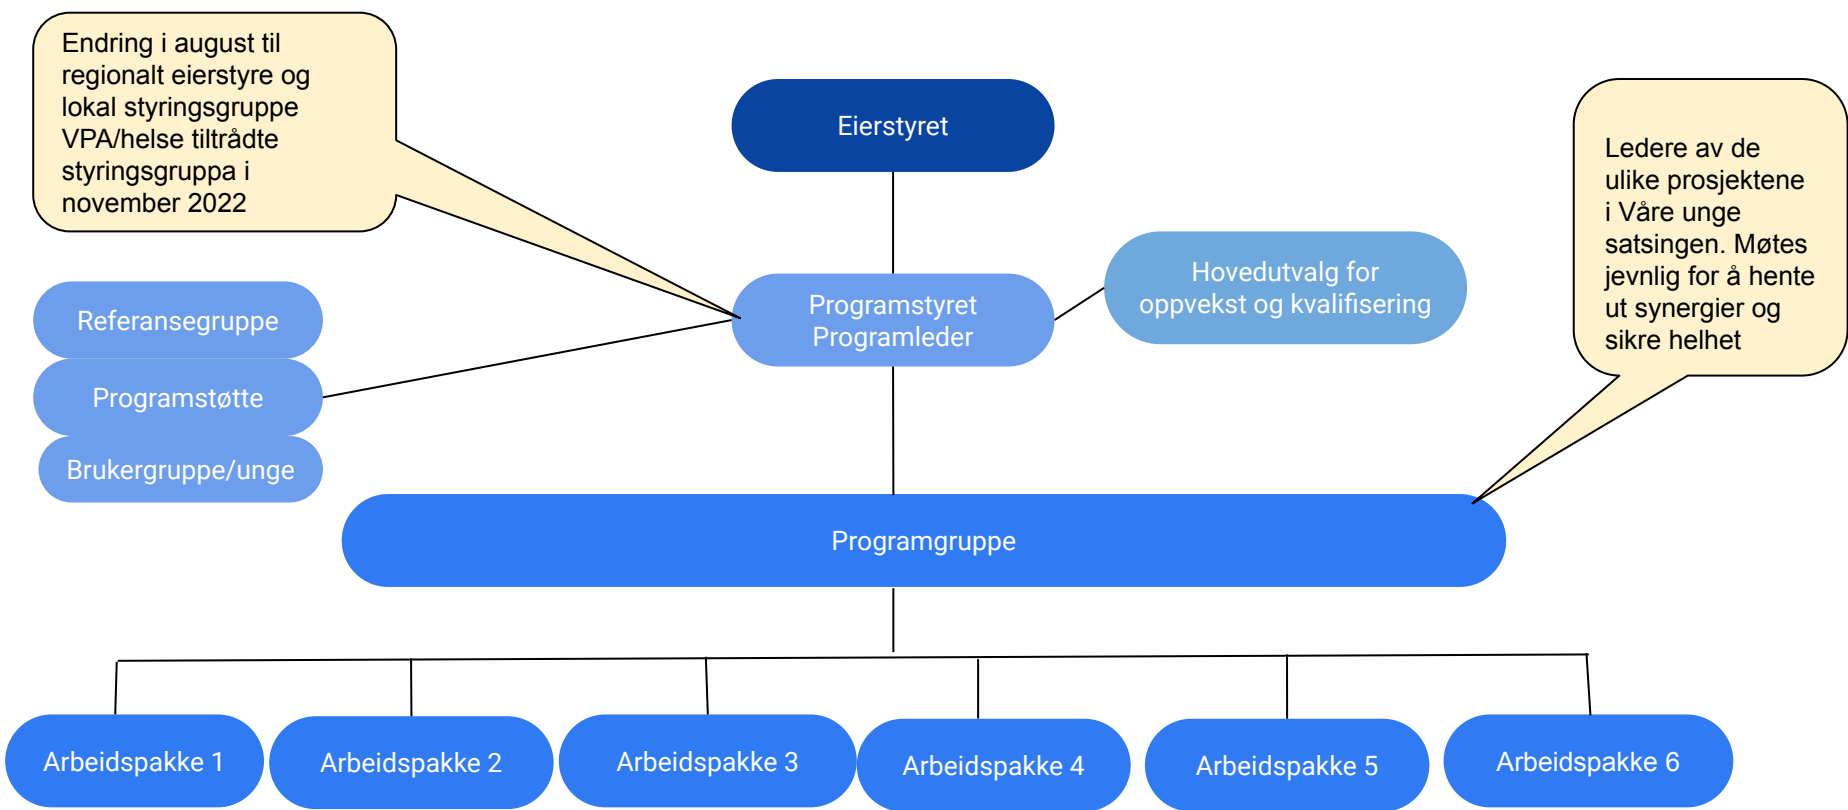 Endring i august til
regionalt eierstyre og
lokal styringsgruppe
VPA/helse tiltrådte
styringsgruppa i
november 2022
Eierstyret
Ledere av de
ulike prosjektene
i Våre unge
satsingen. Møtes
jevnlig for å hente
ut synergier og
sikre helhet
Hovedutvalg for
oppvekst og kvalifisering
Programstyret
Programleder
Referansegruppe
Programstøtte
Brukergruppe/unge
Programgruppe
Arbeidspakke 1
Arbeidspakke 2
Arbeidspakke 3
Arbeidspakke 4
Arbeidspakke 5
Arbeidspakke 6